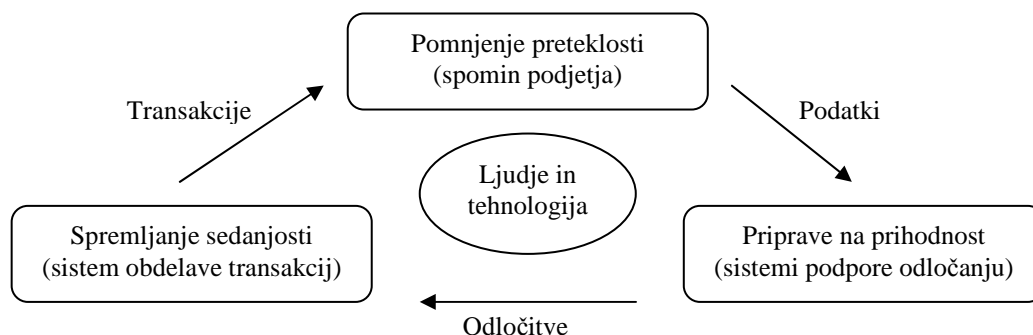 Pomnjenje preteklosti
(spomin podjetja)
Transakcije
Podatki
Ljudje in
tehnologija
Spremljanje sedanjosti
(sistem obdelave transakcij)
Priprave na prihodnost
(sistemi podpore odločanju)
Odločitve